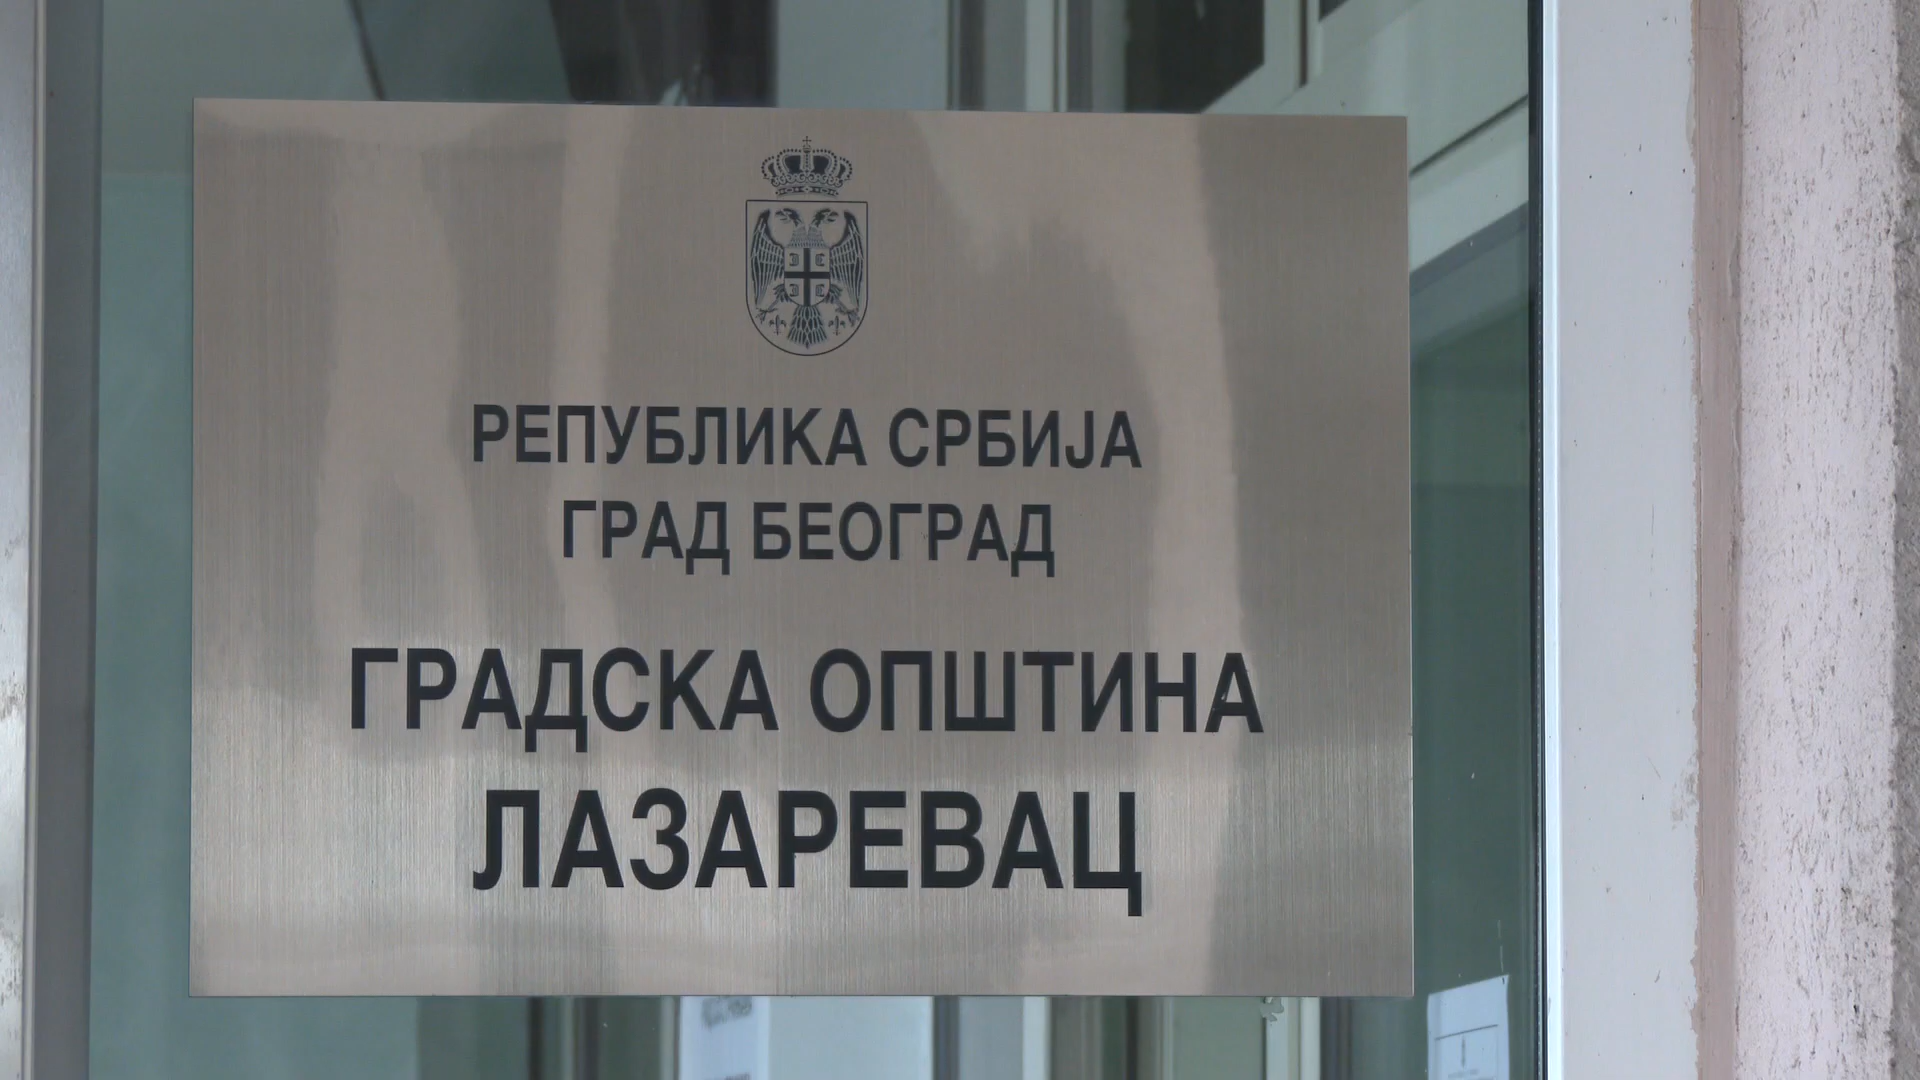 РЕПУБЛИКА СРБИЈА
ГРАД БЕОГРАД
ГРАДСКА ОПШТИНА
ЛАЗАРЕВАЦ